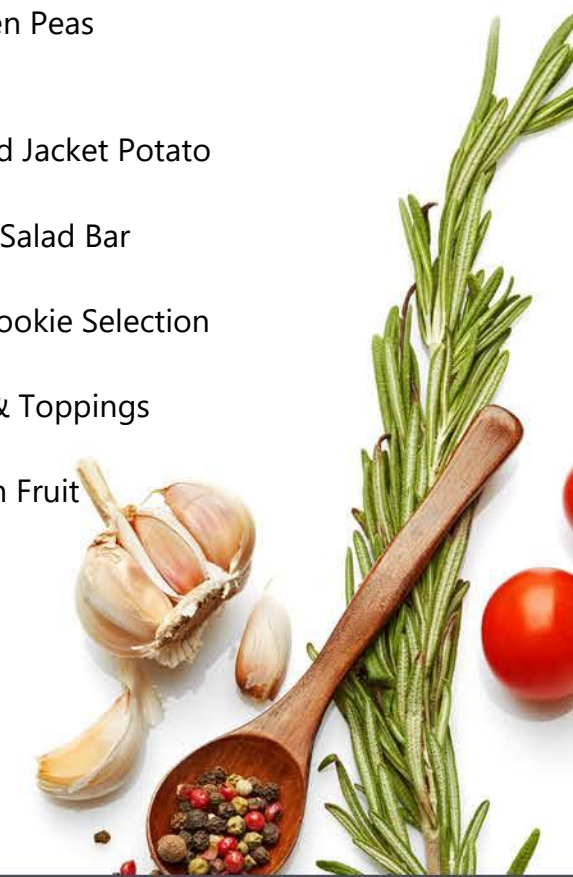 en Peas
d Jacket Potato
Salad Bar
ookie Selection
& Toppings
n Fruit